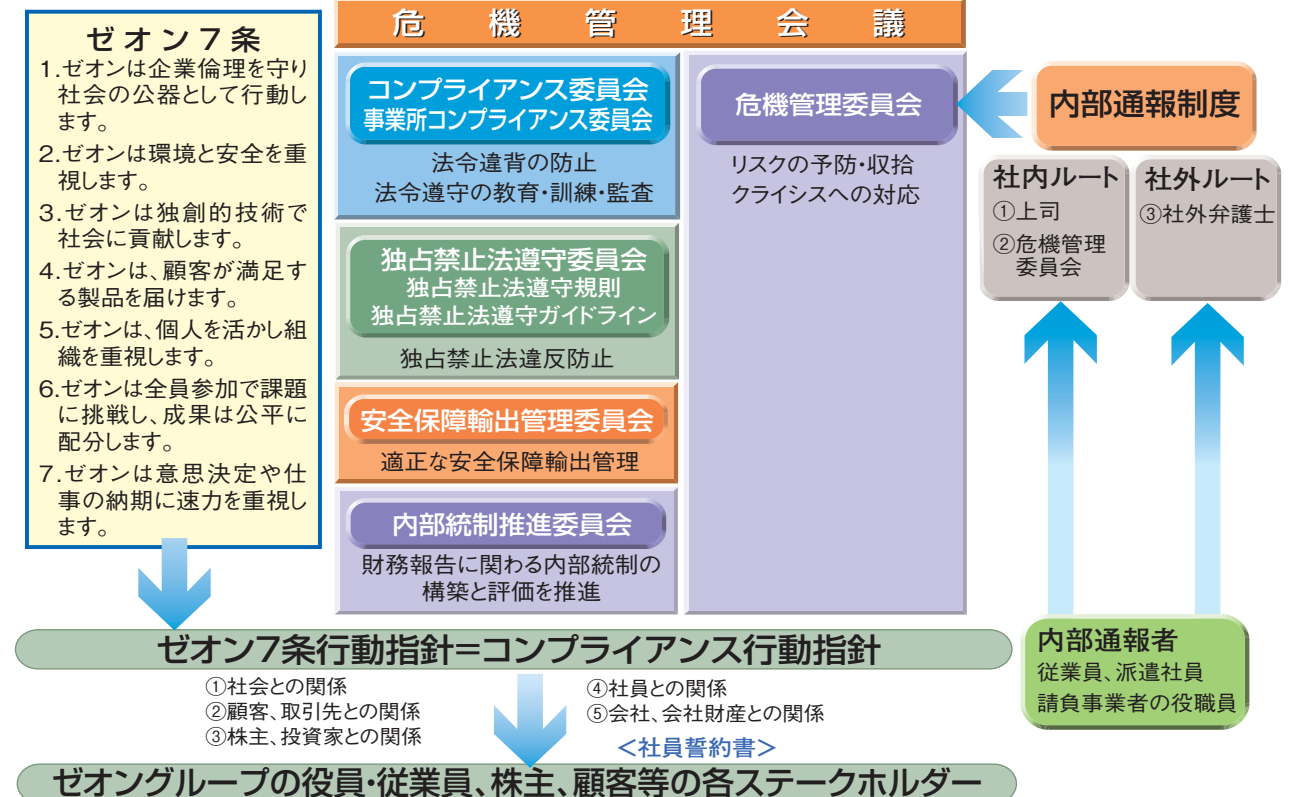 ゼオン7条
1.ゼオンは企業倫理を守り
社会の公器として行動し
ます。
2.ゼオンは環境と安全を重
視します。
3.ゼオンは独創的技術で
社会に貢献します。
4.ゼオンは、顧客が満足す
る製品を届けます。
5.ゼオンは、個人を活かし組
織を重視します。
6.ゼオンは全員参加で課題
に挑戦し、成果は公平に
配分します。
7.ゼオンは意思決定や仕
事の納期に速力を重視し
ます。
危機管理会議
コンプライアンス委員会
事業所コンプライアンス委員会
法令違背の防止
法令遵守の教育・訓練・監査
独占禁止法遵守委員会
独占禁止法遵守規則
独占禁止法遵守ガイドライン
独占禁止法違反防止
安全保障輸出管理委員会
適正な安全保障輸出管理
内部統制推進委員会
財務報告に関わる内部統制の
構築と評価を推進
危機管理委員会
リスクの予防・収拾
クライシスへの対応
内部通報制度
社内ルート
①上司
②危機管理
委員会
社外ルート
③社外弁護士
内部通報者
従業員、派遣社員
請負事業者の役職員
ゼオン7条行動指針＝コンプライアンス行動指針
①社会との関係
②顧客、取引先との関係
③株主、投資家との関係
④社員との関係
⑤会社、会社財産との関係
＜社員誓約書＞
ゼオングループの役員・従業員、株主、顧客等の各ステークホルダー